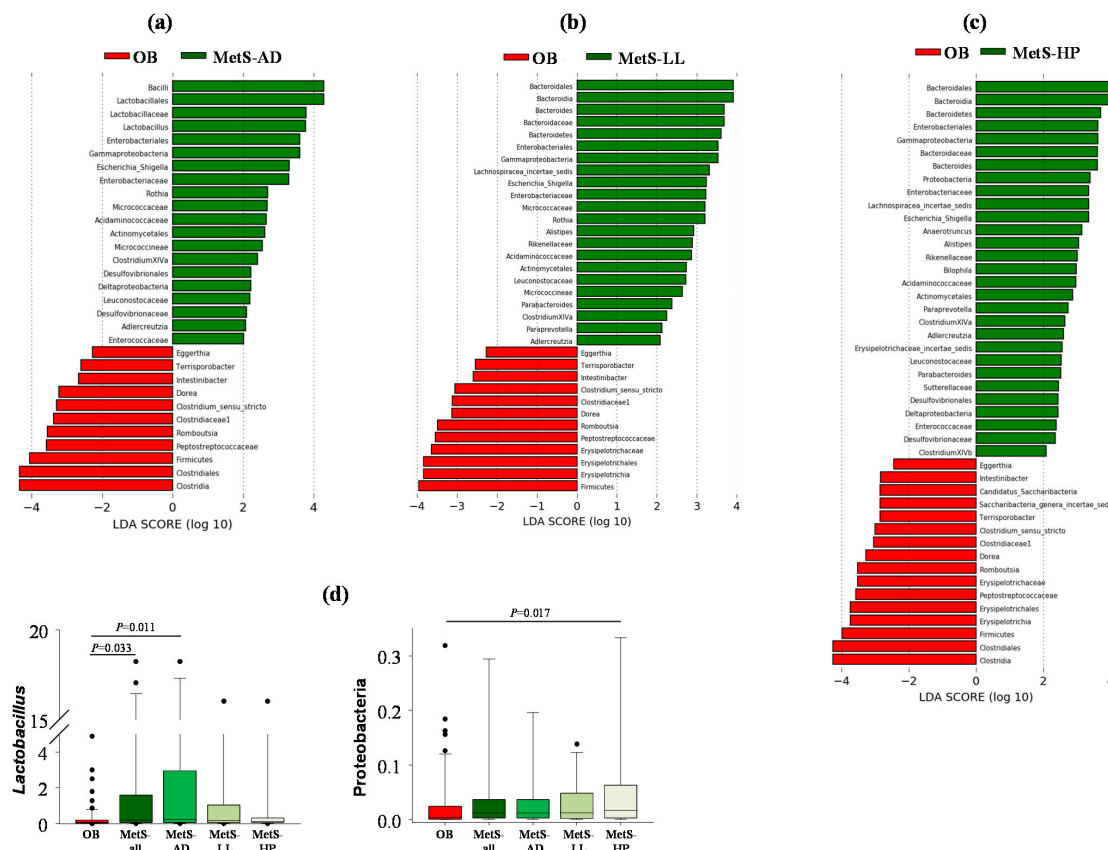 (a)
OB MetS-AD
Bacilli
Lactobacillales
Lactobacillaceae
Lactobacillus
Enterobacteriales
Gammaproteobacteria
Escherichia_Shigella
Enterobacteriaceae
Rothia
Micrococcaceae
Acidaminococcaceae
Actinomycetales
Micrococcineae
ClostridiumXIVa
Desulfovibrionales
Deltaproteobacteria
Leuconostocaceae
Desulfovibrionaceae
Adlercreutzia
Enterococcaceae
Eggerthia
Terrisporobacter
Intestinibacter
Dorea
Clostridium_sensu_stricto
Clostridiaceae1
Romboutsia
Peptostreptococcaceae
Firmicutes
Clostridiales
Clostridia
−4 −2 0 2 4
LDA SCORE (log 10)
(b)
OB MetS-LL
Bacteroidales
Bacteroidia
Bacteroides
Bacteroidaceae
Bacteroidetes
Enterobacteriales
Gammaproteobacteria
Lachnospiracea_incertae_sedis
Escherichia_Shigella
Enterobacteriaceae
Micrococcaceae
Rothia
Alistipes
Rikenellaceae
Acidaminococcaceae
Actinomycetales
Leuconostocaceae
Micrococcineae
Parabacteroides
ClostridiumXIVa
Paraprevotella
Adlercreutzia
Eggerthia
Terrisporobacter
Intestinibacter
Clostridium_sensu_stricto
Clostridiaceae1
Dorea
Romboutsia
Peptostreptococcaceae
Erysipelotrichaceae
Erysipelotrichales
Erysipelotrichia
Firmicutes
−4 −3 −2 −1 0 1 2 3 4
LDA SCORE (log 10)
(c)
OB MetS-HP
Bacteroidales
Bacteroidia
Bacteroidetes
Enterobacteriales
Gammaproteobacteria
Bacteroidaceae
Bacteroides
Proteobacteria
Enterobacteriaceae
Lachnospiracea_incertae_sedis
Escherichia_Shigella
Anaerotruncus
Alistipes
Rikenellaceae
Bilophila
Acidaminococcaceae
Actinomycetales
Paraprevotella
ClostridiumXIVa
Adlercreutzia
Erysipelotrichaceae_incertae_sedis
Leuconostocaceae
Parabacteroides
Sutterellaceae
Desulfovibrionales
Deltaproteobacteria
Enterococcaceae
Desulfovibrionaceae
ClostridiumXIVb
Eggerthia
Intestinibacter
Candidatus_Saccharibacteria
Saccharibacteria_genera_incertae_sed
Terrisporobacter
Clostridium_sensu_stricto
Clostridiaceae1
Dorea
Romboutsia
Erysipelotrichaceae
Peptostreptococcaceae
Erysipelotrichales
Erysipelotrichia
Firmicutes
Clostridiales
Clostridia
−4 −2 0 2
LDA SCORE (log 10)
(d)
Lactobacillus
20
15
4
2
0
P=0.011
P=0.033
OB MetS-all MetS-AD MetS-LL MetS-HP
Proteobacteria
0.3
0.2
0.1
0.0
P=0.017
OB MetS-all MetS-AD MetS-LL MetS-HP